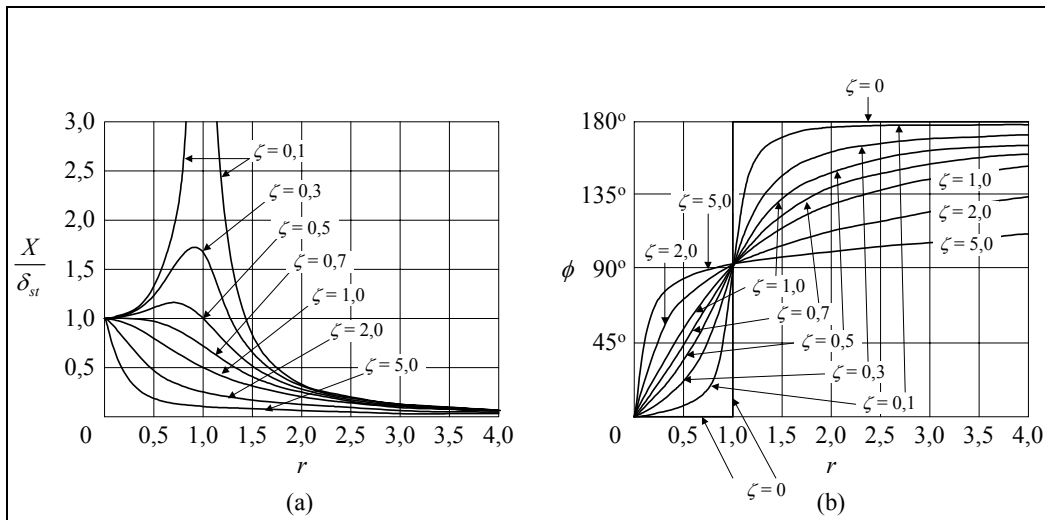 3,0
2,5
2,0
1,5
1,0
0,5
0
0,5
1,0
1,5
2,0
2,5
3,0
3,5
4,0
X
δst
r
(a)
ζ = 0,1
ζ = 0,3
ζ = 0,5
ζ = 0,7
ζ = 1,0
ζ = 2,0
ζ = 5,0
ζ = 0
180º
135º
90º
45º
ϕ
0
0,5
1,0
1,5
2,0
2,5
3,0
3,5
4,0
r
(b)
ζ = 5,0
ζ = 2,0
ζ = 1,0
ζ = 2,0
ζ = 5,0
ζ = 1,0
ζ = 0,7
ζ = 0,5
ζ = 0,3
ζ = 0,1
ζ = 0